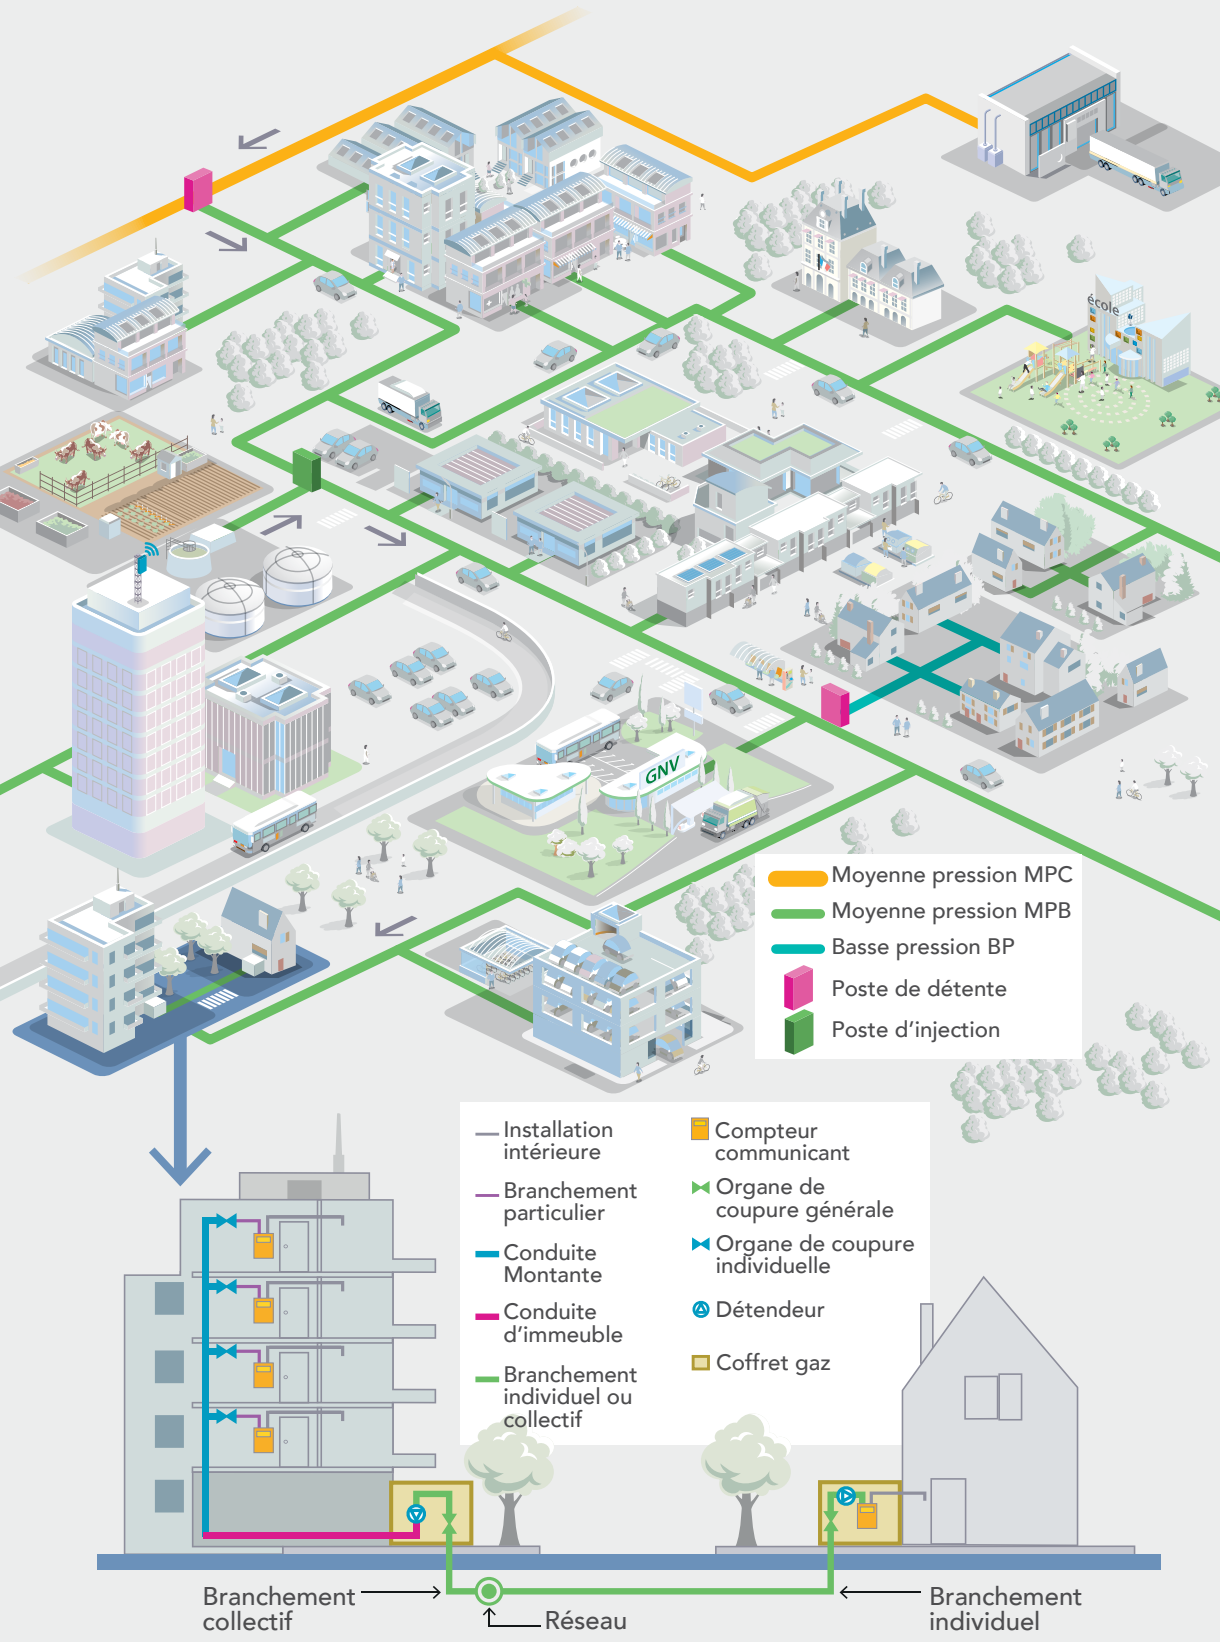 école
GNV
Moyenne pression MPC
Moyenne pression MPB
Basse pression BP
Poste de détente
Poste d'injection
Installation
intérieure
Branchement
particulier
Conduite
Montante
Conduite
d'immeuble
Branchement
individuel ou
collectif
Compteur
communicant
Organe de
coupure générale
Organe de coupure
individuelle
Détendeur
Coffret gaz
Branchement
collectif
Réseau
Branchement
individuel